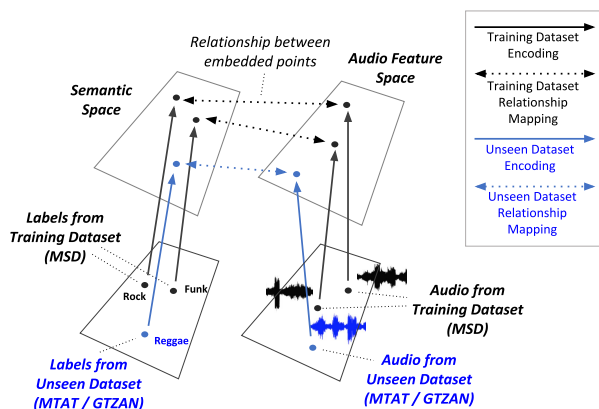 Relationship between
embedded points
Audio Feature
Space
Semantic
Space
Labels from
Training Dataset
(MSD)
Rock
Funk
Reggae
Labels from
Unseen Dataset
(MTAT / GTZAN)
Audio from
Training Dataset
(MSD)
Audio from
Unseen Dataset
(MTAT / GTZAN)
Training Dataset
Encoding
Training Dataset
Relationship
Mapping
Unseen Dataset
Encoding
Unseen Dataset
Relationship
Mapping